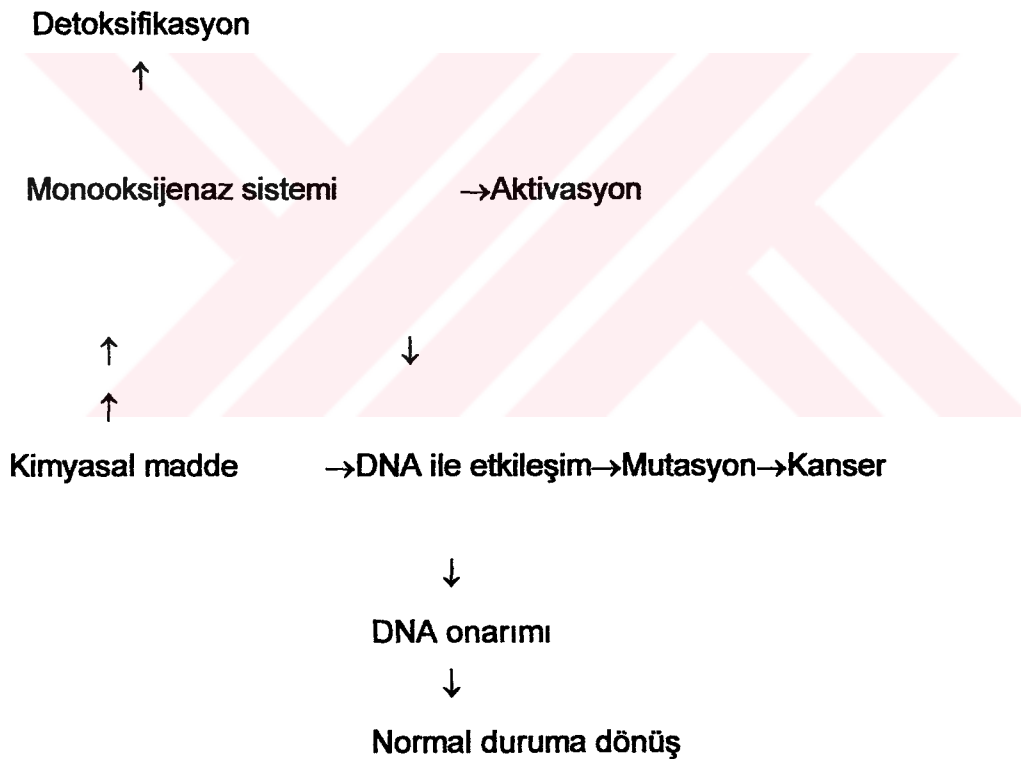 Detoksifikasyon
↑
Monooksijenaz sistemi →Aktivasyon
↑ ↓
↑
Kimyasal madde →DNA ile etkileşim→Mutasyon→Kanser
↓
DNA onarımı
↓
Normal duruma dönüş